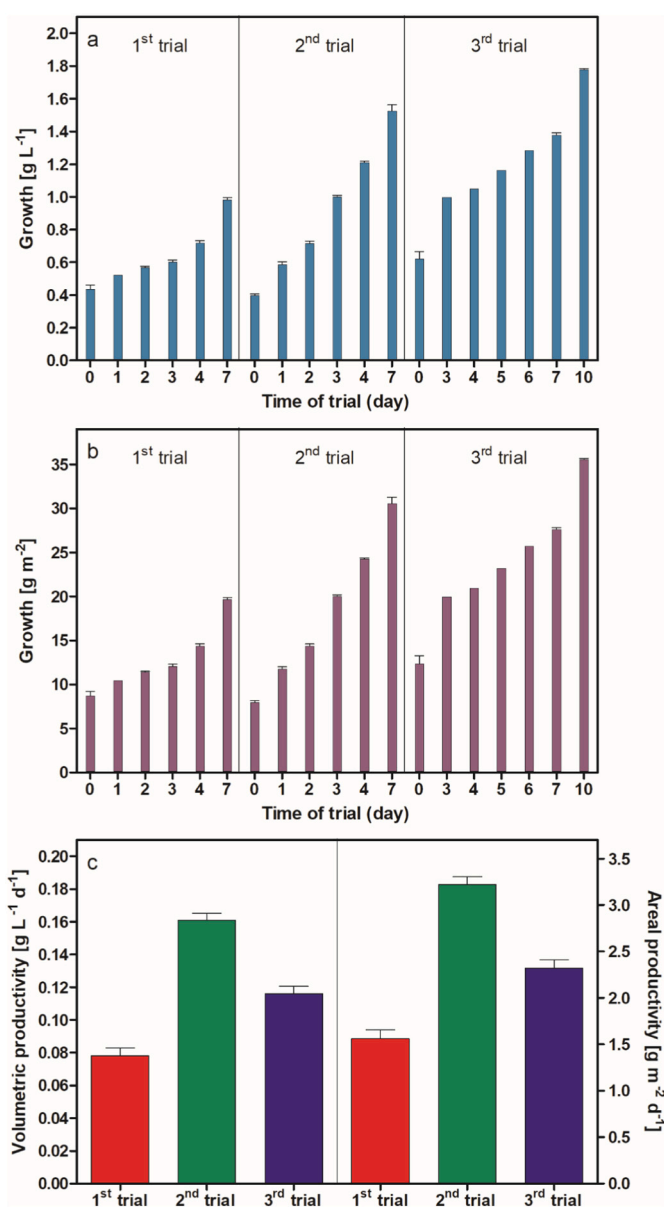 a
1st trial 2nd trial 3rd trial
Growth [g L-1]
2.0
1.8
1.6
1.4
1.2
1.0
0.8
0.6
0.4
0.2
0.0
0 1 2 3 4 7 0 1 2 3 4 7 0 3 4 5 6 7 10
Time of trial (day)
b
1st trial 2nd trial 3rd trial
Growth [g m-2]
35
30
25
20
15
10
5
0
0 1 2 3 4 7 0 1 2 3 4 7 0 3 4 5 6 7 10
Time of trial (day)
c
Volumetric productivity [g L-1 d-1]
0.20
0.18
0.16
0.14
0.12
0.10
0.08
0.06
0.04
0.02
0.00
3.5
3.0
2.5
2.0
1.5
1.0
0.5
0.0
Areal productivity [g m-2 d-1]
1st trial 2nd trial 3rd trial 1st trial 2nd trial 3rd trial